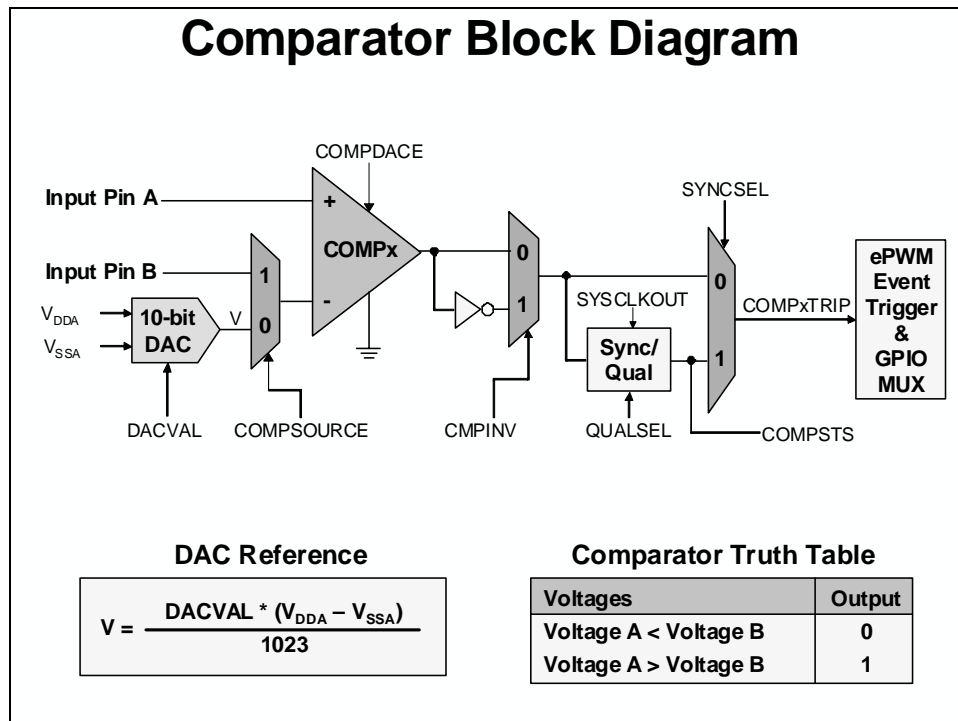 Comparator Block Diagram
COMPDACE
Input Pin A
+
COMPx
-
SYNCSEL
Input Pin B
1
0
V_DDA
V_SSA
10-bit
DAC
V
0
1
SYSCLKOUT
Sync/
Qual
0
1
COMPxTRIP
ePWM
Event
Trigger
&
GPIO
MUX
DACVAL
COMPSOURCE
CMPINV
QUALSEL
COMPSTS
DAC Reference
V = DACVAL * (V_DDA – V_SSA)
1023
Comparator Truth Table
Voltages Output
Voltage A < Voltage B 0
Voltage A > Voltage B 1